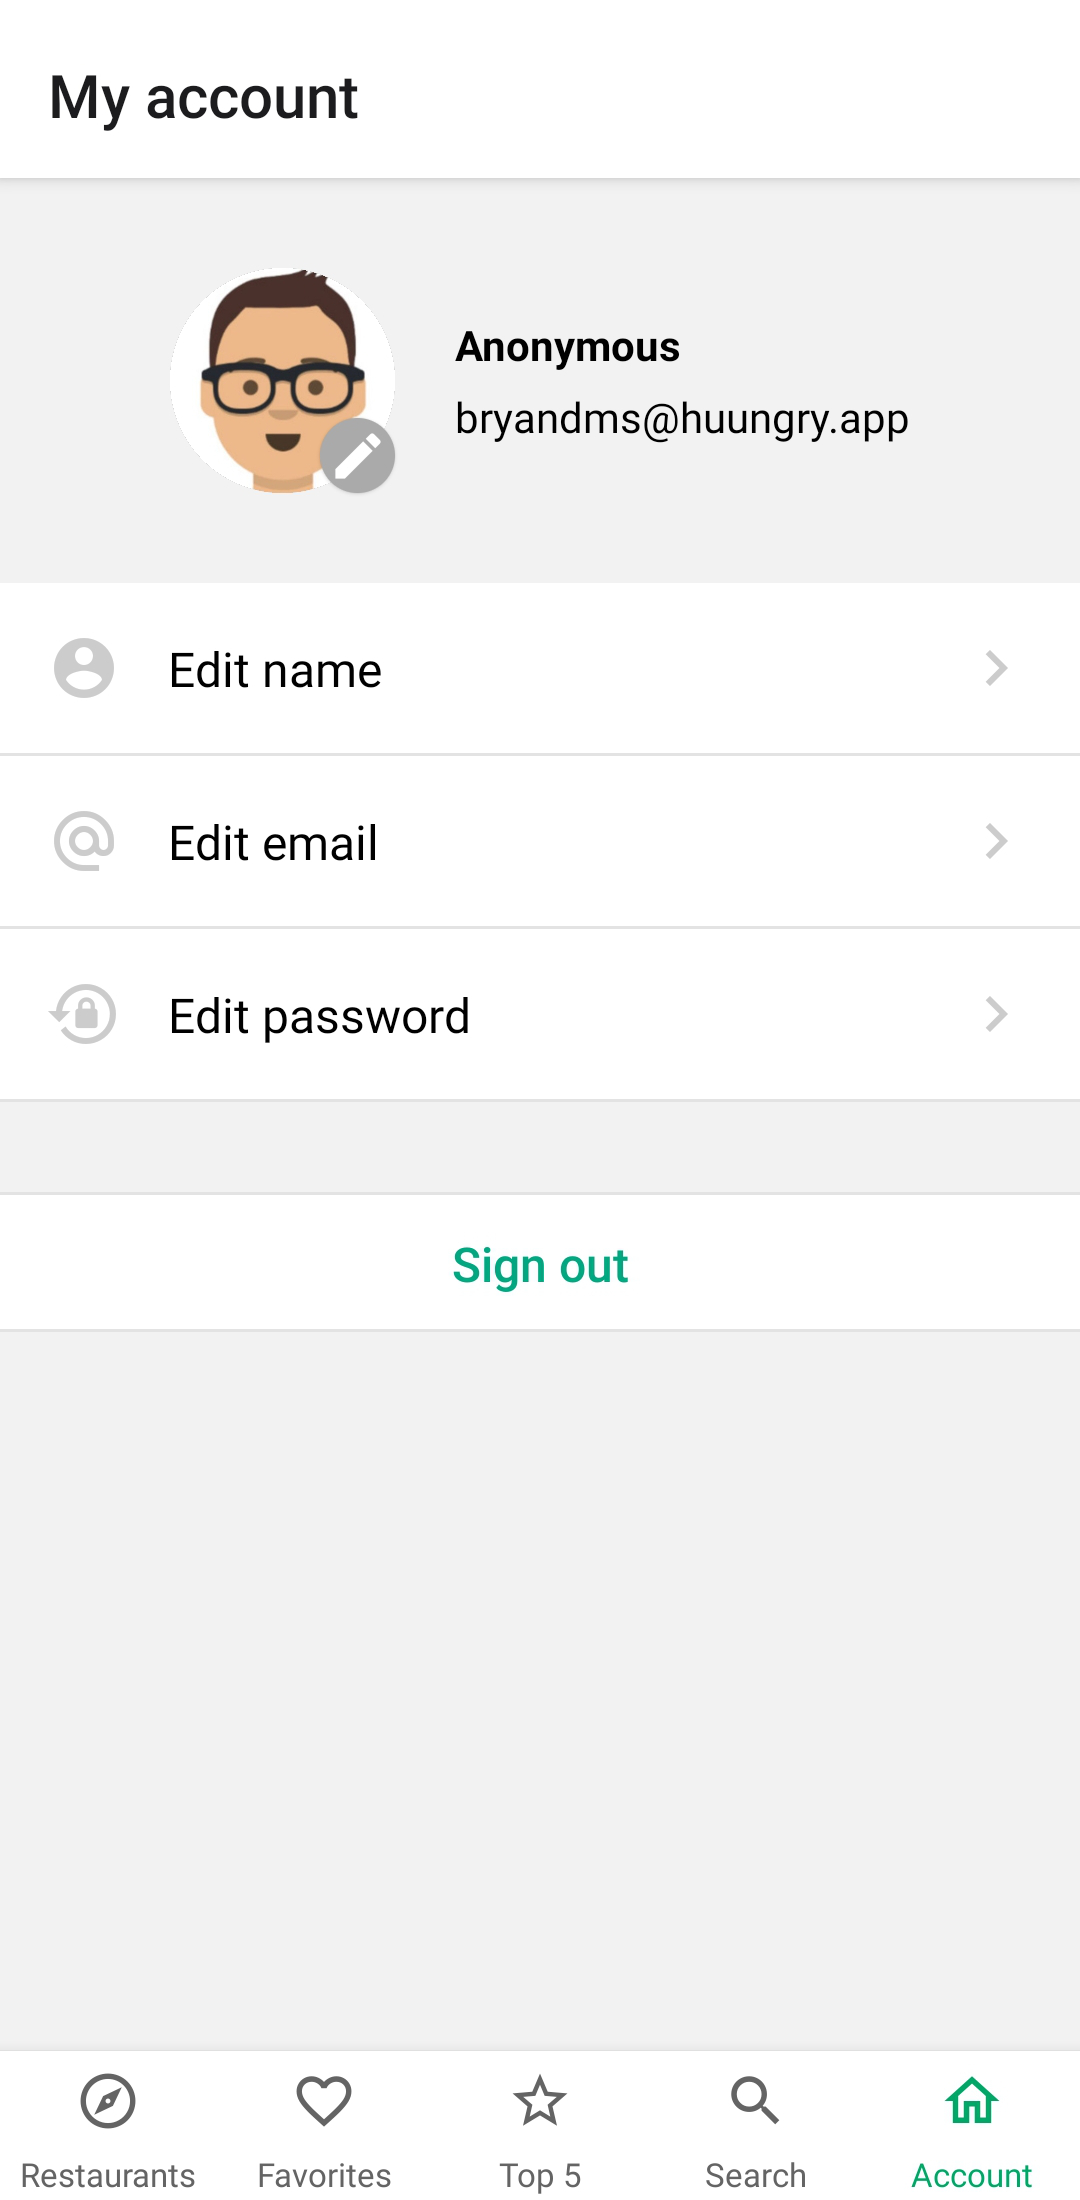 My account
Anonymous
bryandms@huungry.app
Edit name
Edit email
Edit password
Sign out
Restaurants Favorites Top 5 Search Account